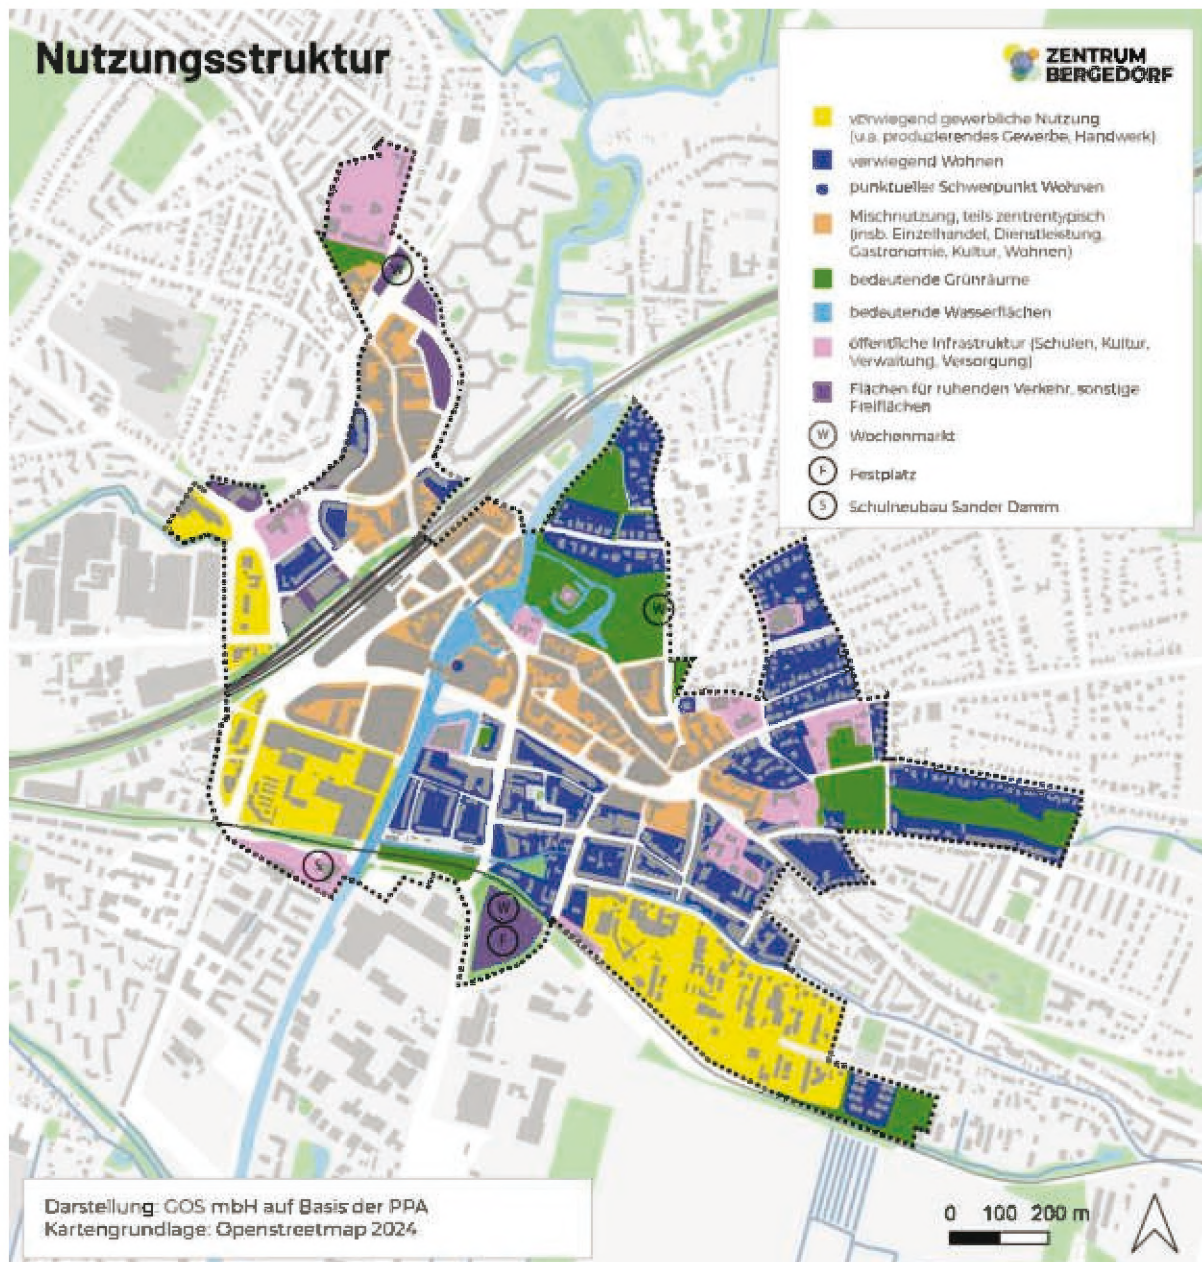 Nutzungsstruktur
ZENTRUM
BERGEDORF
vorwiegend gewerbliche Nutzung
(u.a. produzierendes Gewerbe, Handwerk)
vorwiegend Wohnen
punktueller Schwerpunkt Wohnen
Mischnutzung, teils zentrentypisch
(insb. Einzelhandel, Dienstleistung,
Gastronomie, Kultur, Wohnen)
bedeutende Grünräume
bedeutende Wasserflächen
öffentliche Infrastruktur (Schulen, Kultur,
Verwaltung, Versorgung)
Flächen für ruhenden Verkehr, sonstige
Freiflächen
W Wochenmarkt
F Festplatz
S Schulneubau Sander Damm
W
W
S
W
F
Darstellung: GOS mbH auf Basis der PPA
Kartengrundlage: Openstreetmap 2024
0 100 200 m